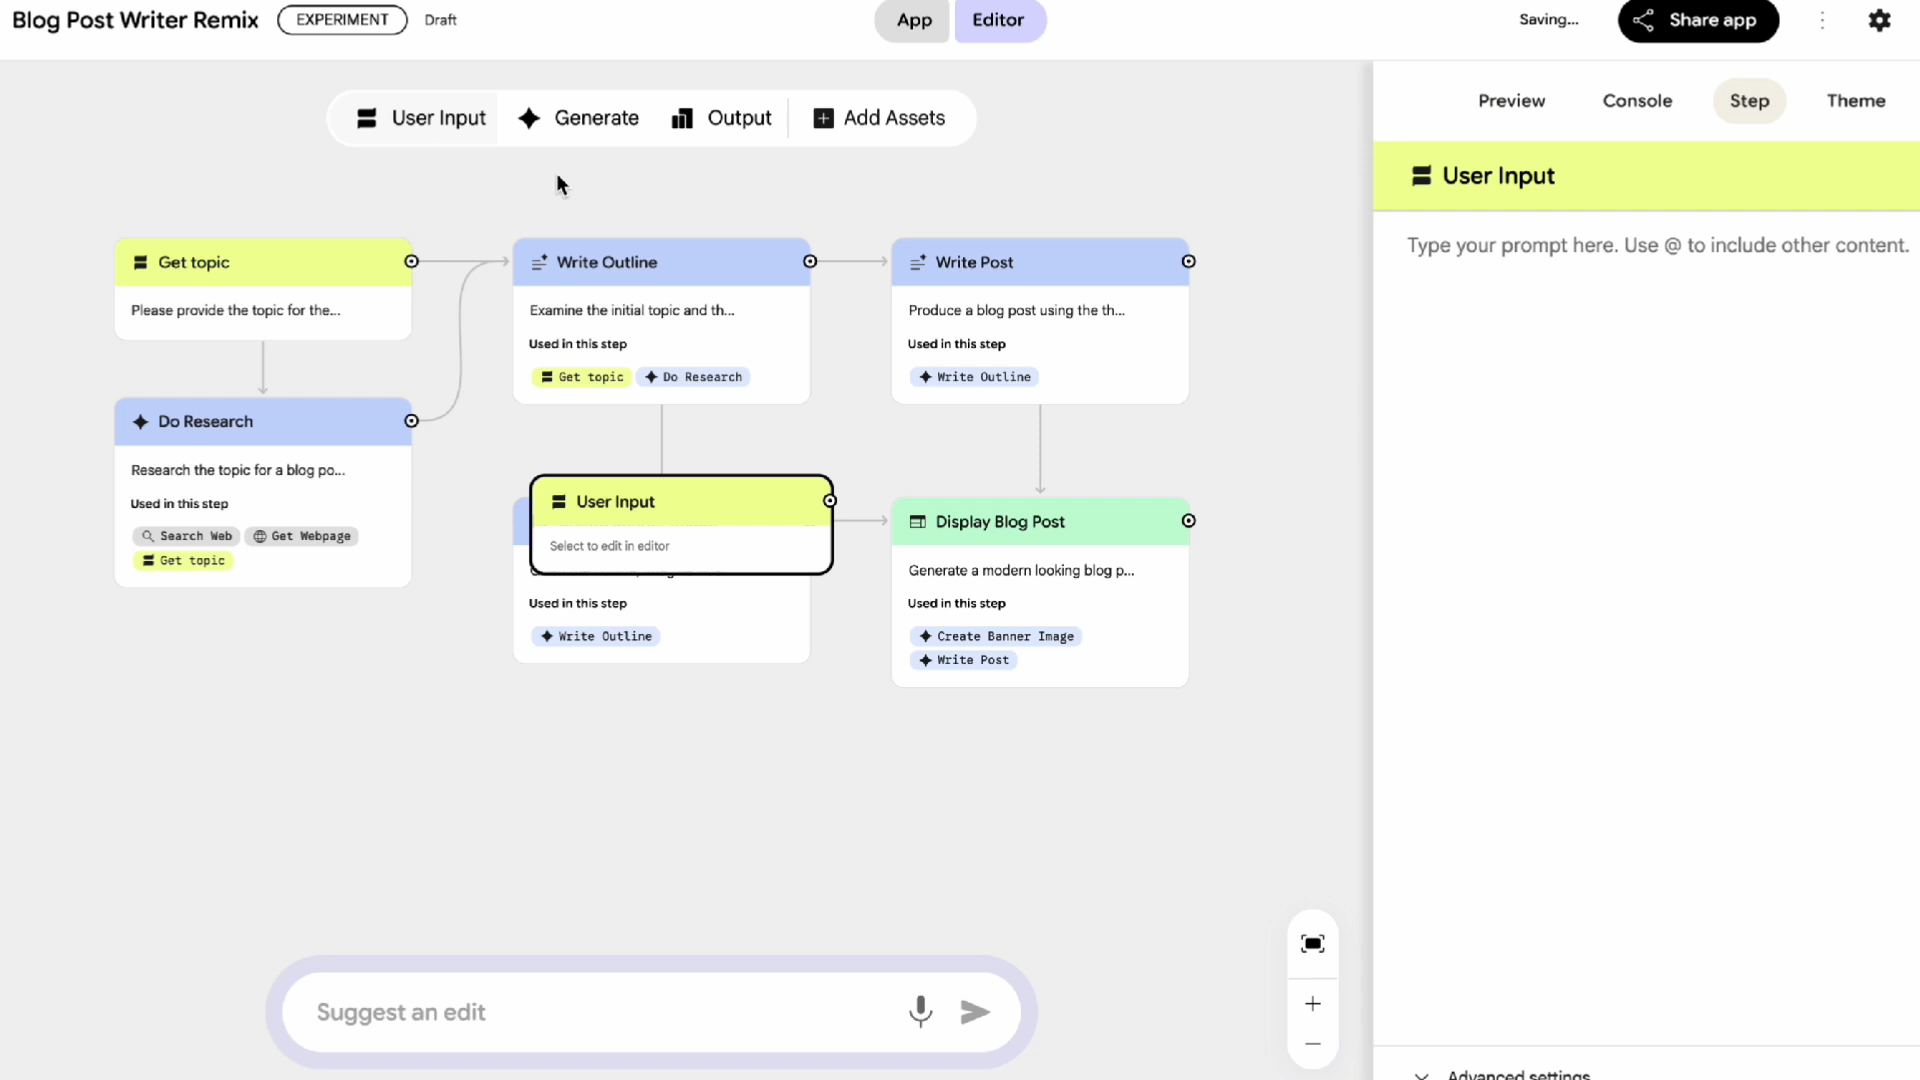 Blog Post Writer Remix
EXPERIMENT
Draft
App
Editor
Saving...
Share app
User Input
Generate
Output
Add Assets
Preview
Console
Step
Theme
User Input
Type your prompt here. Use @ to include other content.
Get topic
Please provide the topic for the...
Write Outline
Examine the initial topic and th...
Used in this step
Get topic
Do Research
Write Post
Produce a blog post using the th...
Used in this step
Write Outline
Do Research
Research the topic for a blog po...
Used in this step
Search Web
Get Webpage
Get topic
User Input
Select to edit in editor
Used in this step
Write Outline
Display Blog Post
Generate a modern looking blog p...
Used in this step
Create Banner Image
Write Post
Suggest an edit
Advanced settings